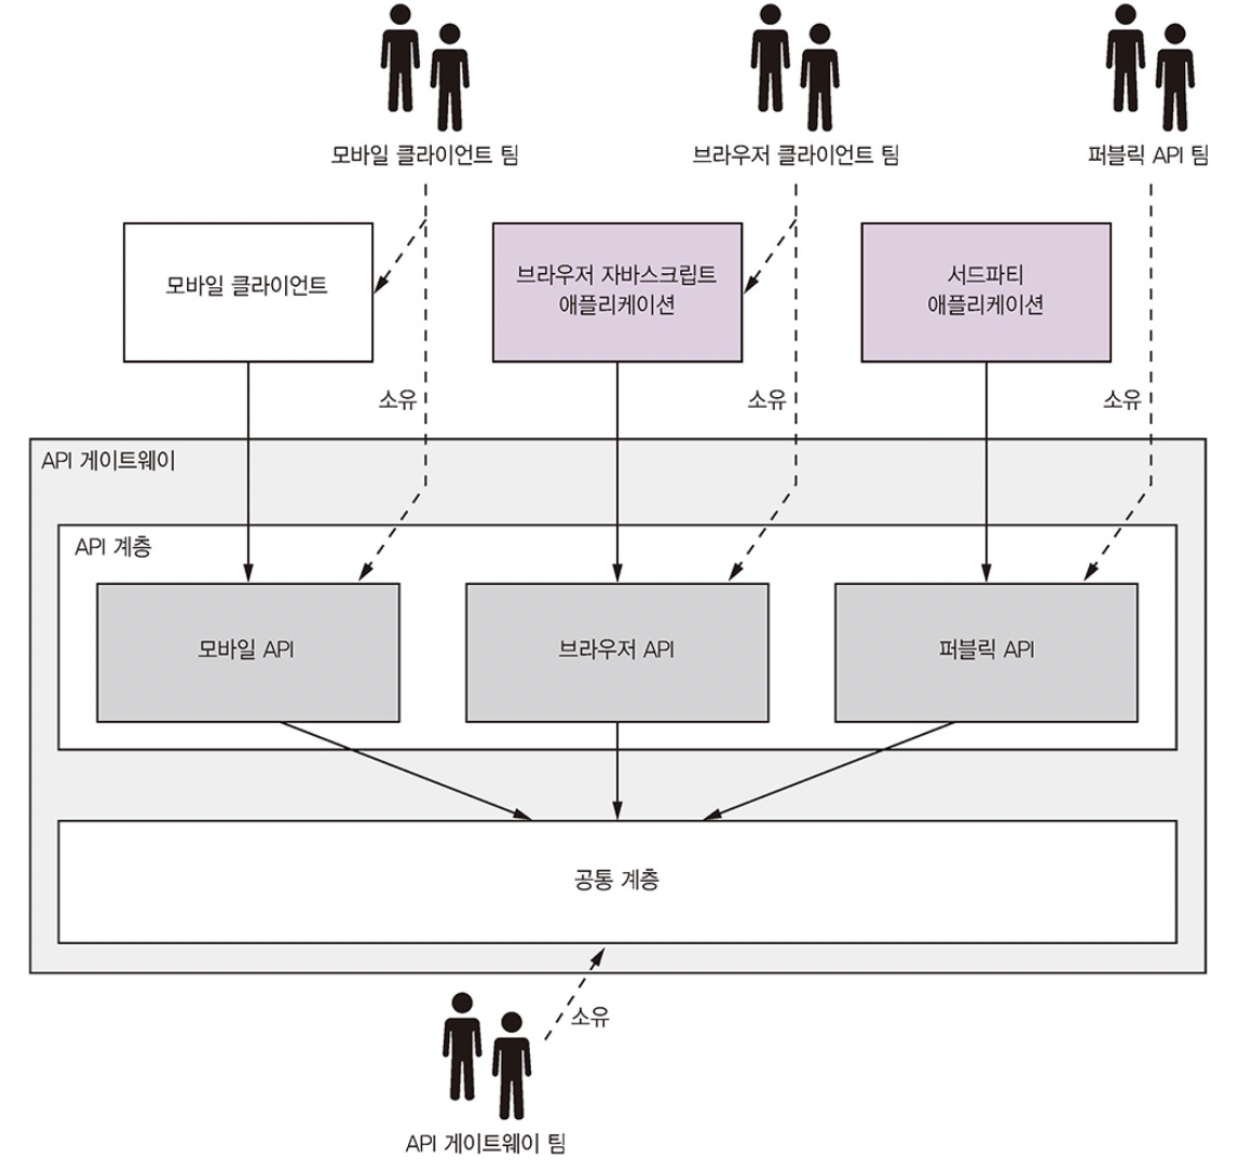 모바일 클라이언트 팀
브라우저 클라이언트 팀
퍼블릭 API 팀
모바일 클라이언트
브라우저 자바스크립트
애플리케이션
서드파티
애플리케이션
소유
소유
소유
API 게이트웨이
API 계층
모바일 API
브라우저 API
퍼블릭 API
공통 계층
소유
API 게이트웨이 팀